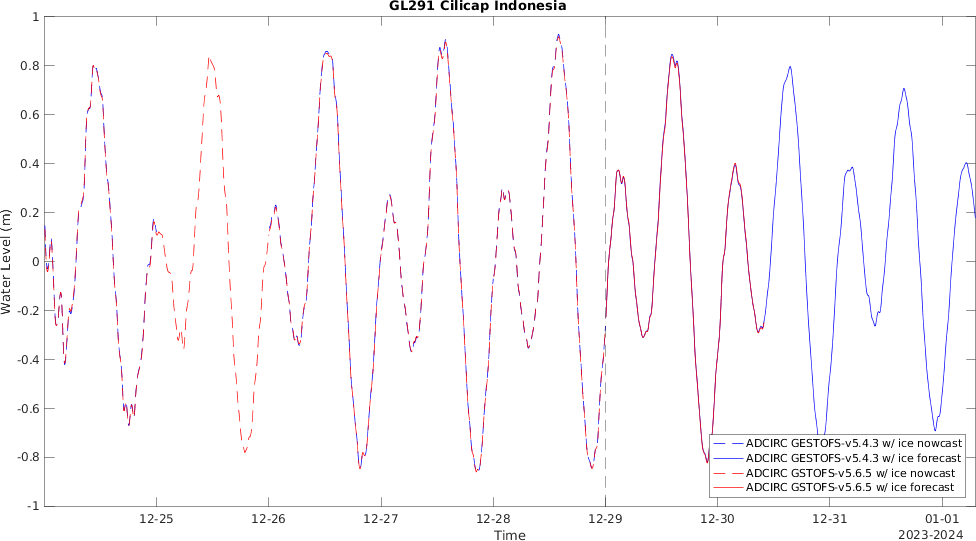 GL291 Cilicap Indonesia
Water Level (m)
1
0.8
0.6
0.4
0.2
0
-0.2
-0.4
-0.6
-0.8
-1
12-25
12-26
12-27
12-28
12-29
12-30
12-31
01-01
Time
2023-2024
ADCIRC GESTOFS-v5.4.3 w/ ice nowcast
ADCIRC GESTOFS-v5.4.3 w/ ice forecast
ADCIRC GSTOFS-v5.6.5 w/ ice nowcast
ADCIRC GSTOFS-v5.6.5 w/ ice forecast